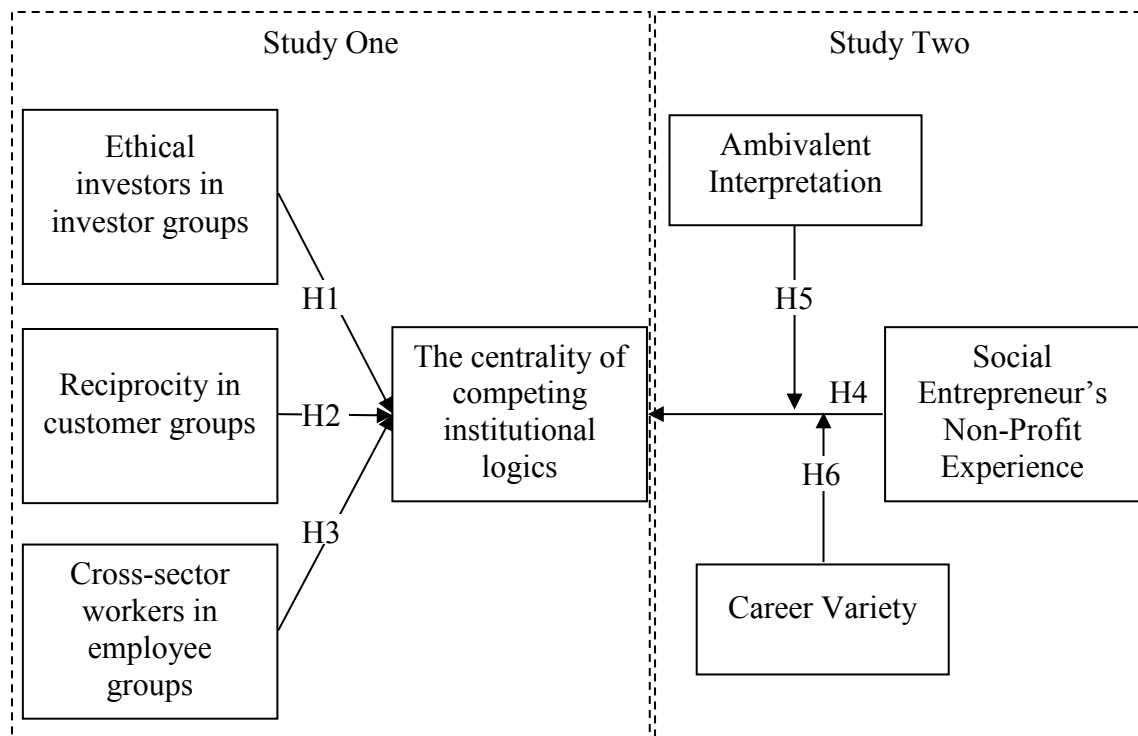 Study One
Ethical
investors in
investor groups
H1
Reciprocity in
customer groups
H2
H3
Cross-sector
workers in
employee
groups
The centrality of
competing
institutional
logics
Study Two
Ambivalent
Interpretation
H5
H4
Social
Entrepreneur’s
Non-Profit
Experience
H6
Career Variety